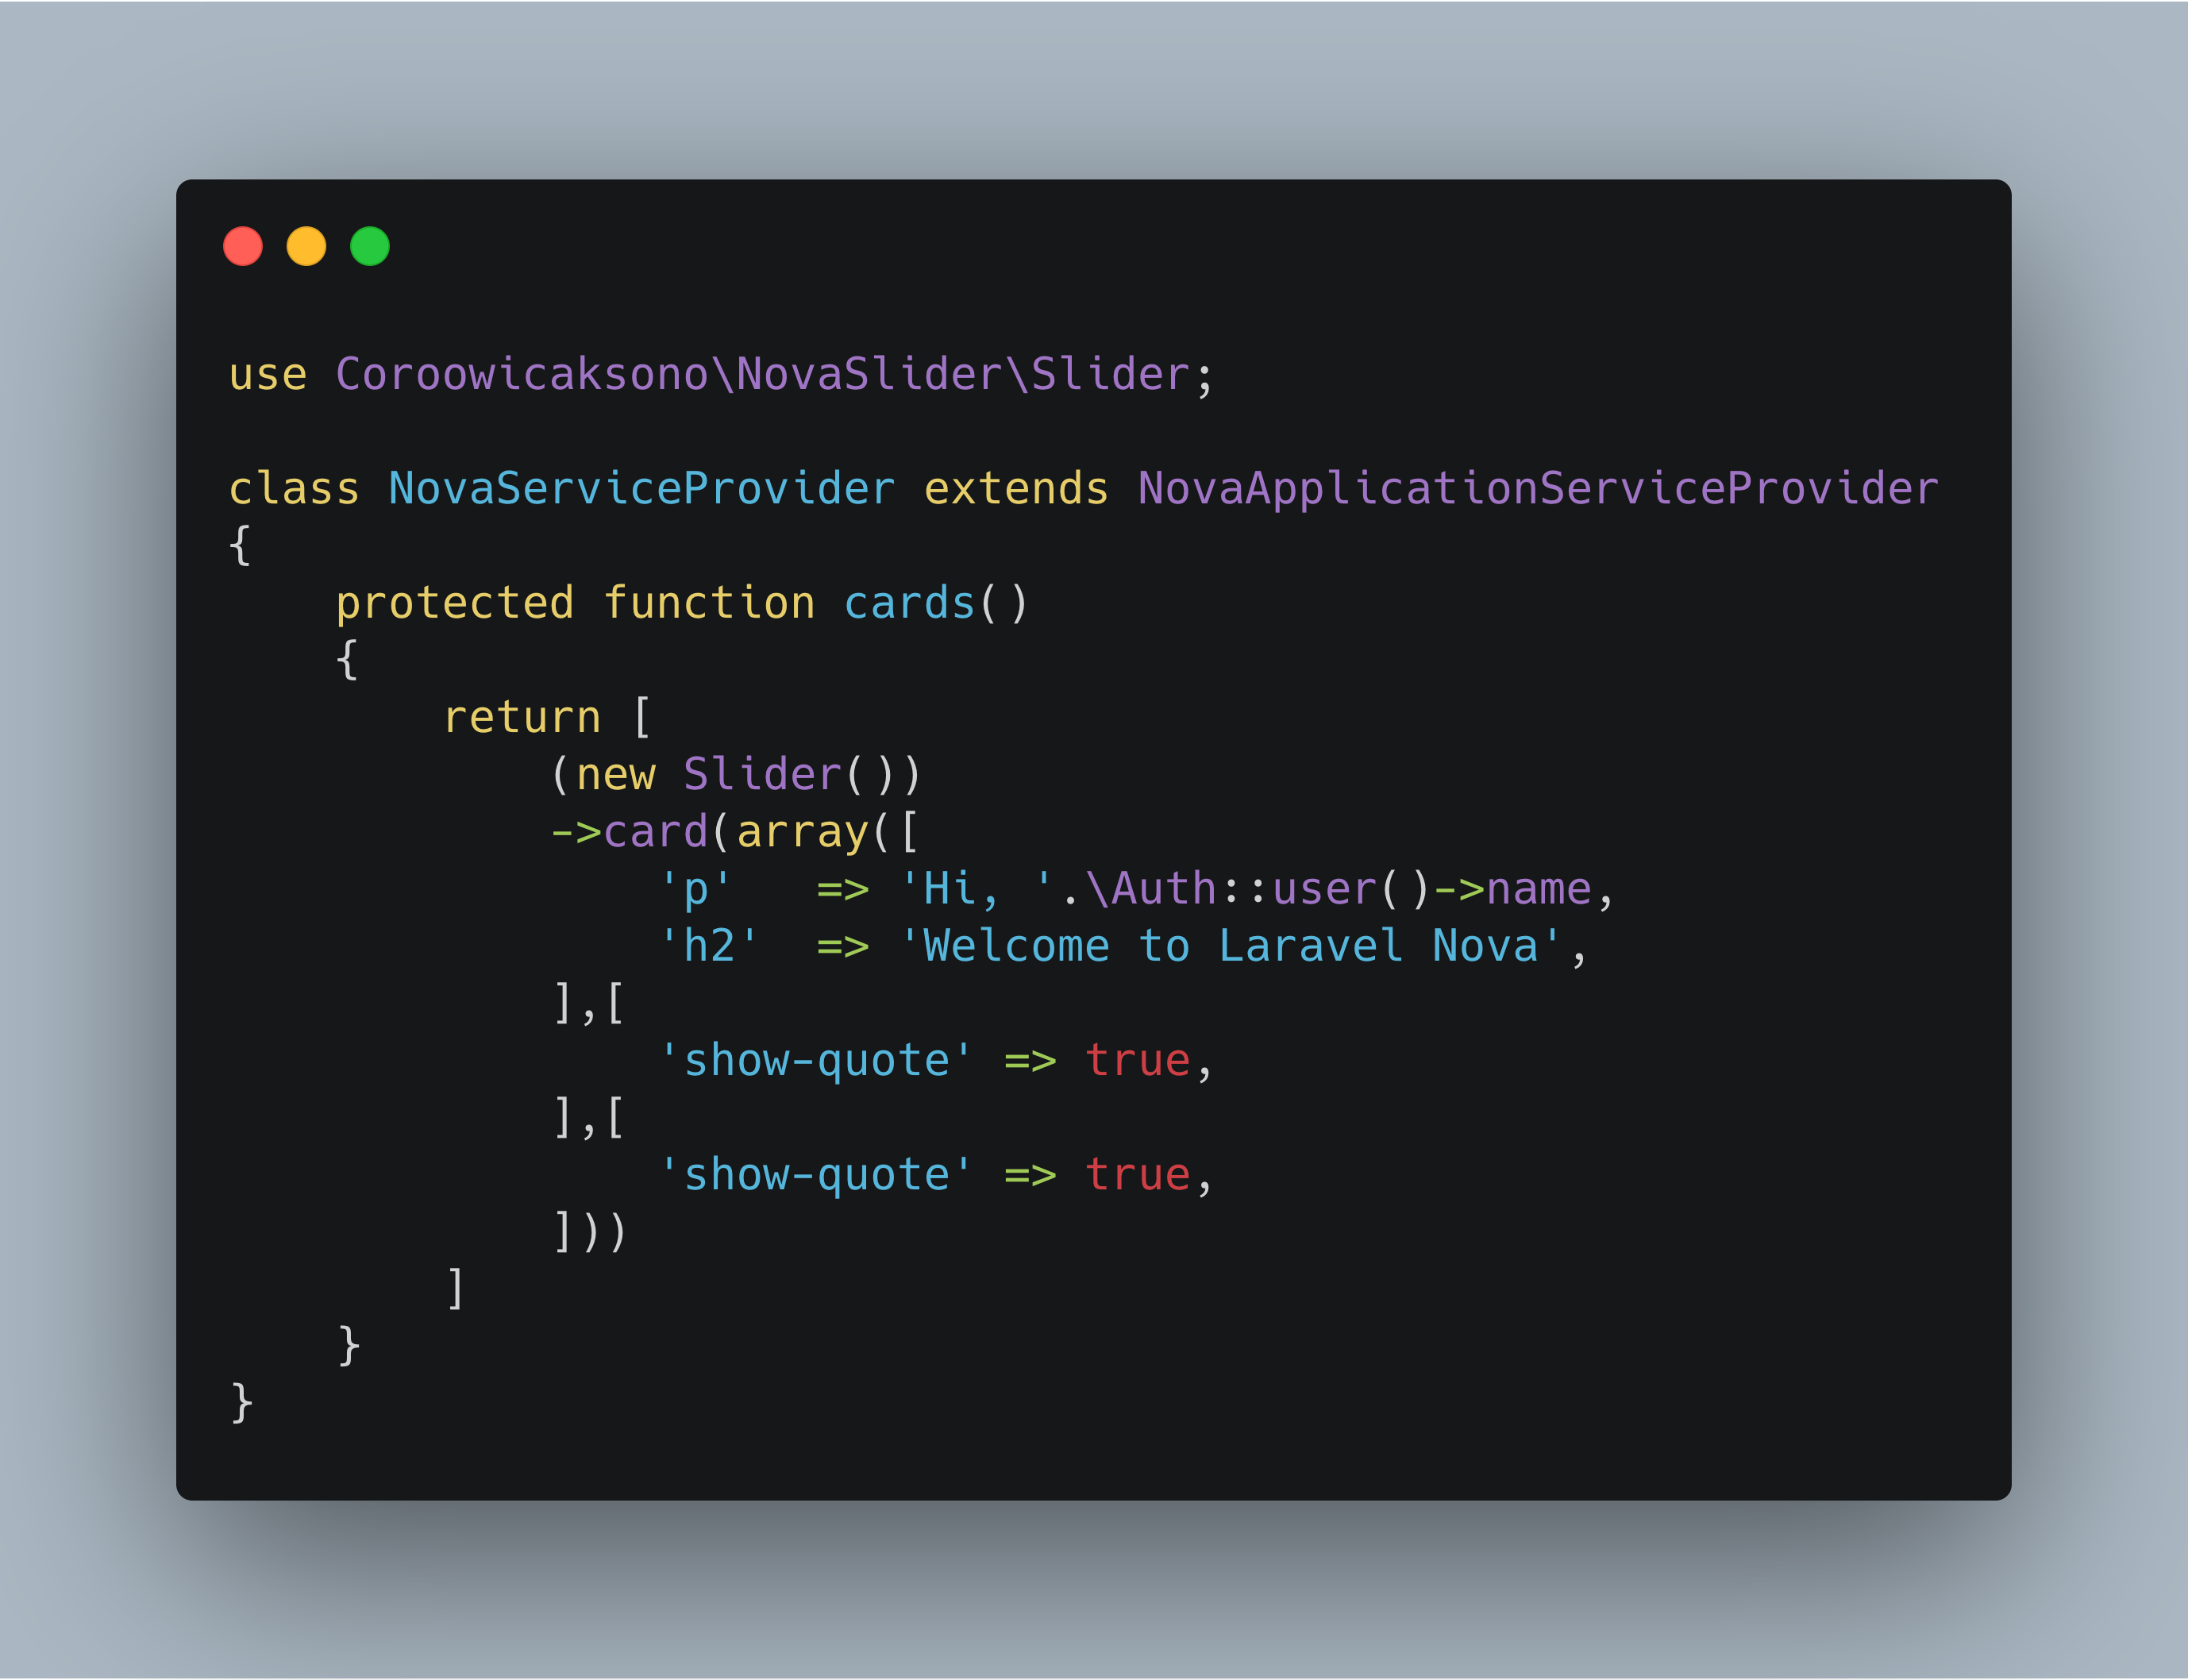 use Coroowicaksono\NovaSlider\Slider;

class NovaServiceProvider extends NovaApplicationServiceProvider
{
    protected function cards()
    {
        return [
            (new Slider())
            ->card(array([
                'p'   => 'Hi, '.\Auth::user()->name,
                'h2'  => 'Welcome to Laravel Nova',
            ],[
                'show-quote' => true,
            ],[
                'show-quote' => true,
            ]))
        ]
    }
}